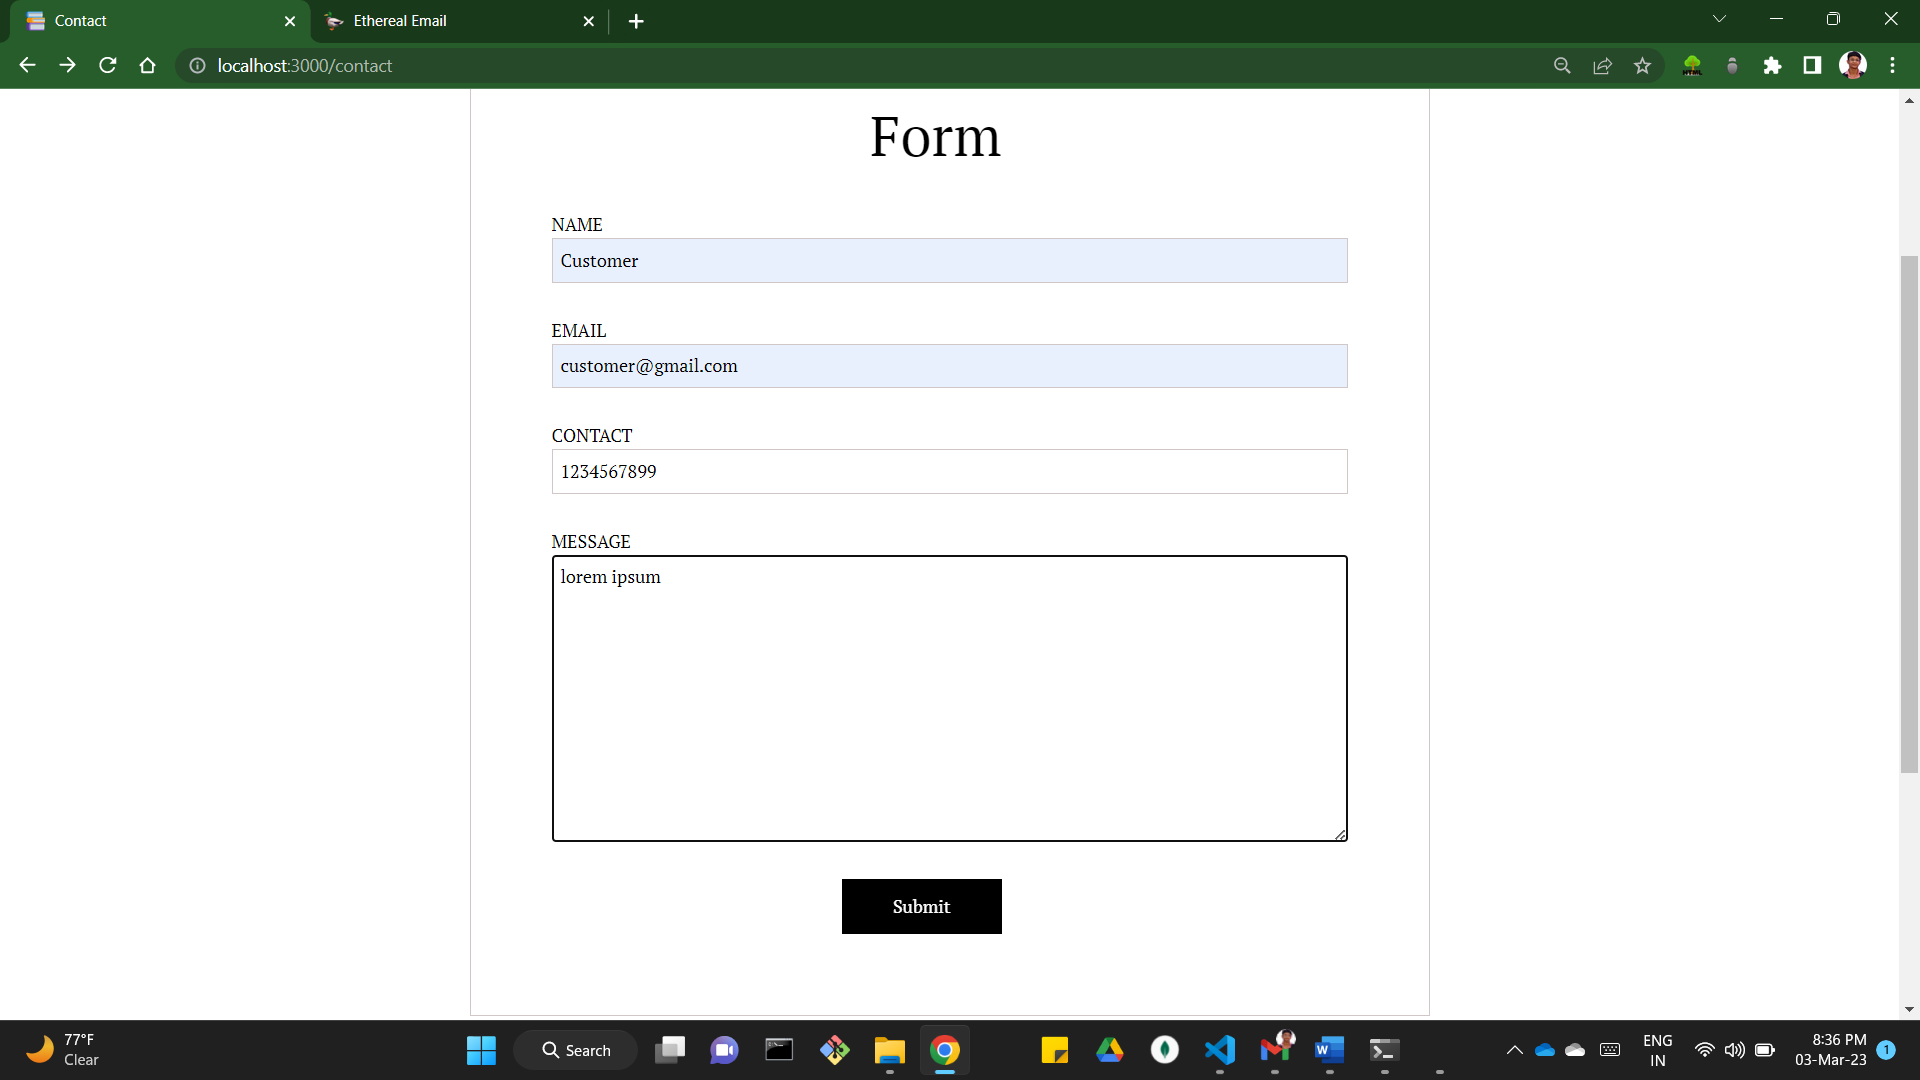 Contact
Ethereal Email
localhost:3000/contact
Form
NAME
Customer
EMAIL
customer@gmail.com
CONTACT
1234567899
MESSAGE
lorem ipsum
Submit
77°F
Clear
Search
ENG
IN
8:36 PM
03-Mar-23
1